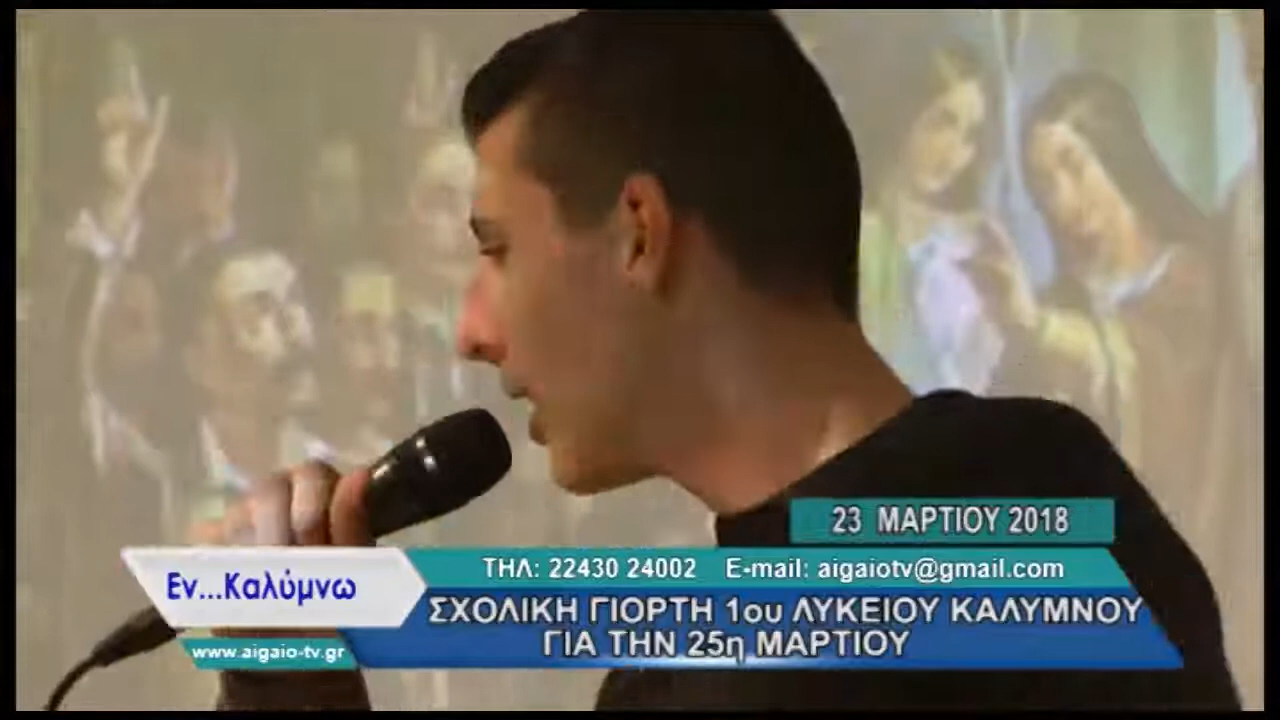 23 ΜΑΡΤΙΟΥ 2018
ΤΗΛ: 22430 24002 E-mail: aigaiotv@gmail.com
Εν...Καλύμνω
ΣΧΟΛΙΚΗ ΓΙΟΡΤΗ 1ου ΛΥΚΕΙΟΥ ΚΑΛΥΜΝΟΥ
ΓΙΑ ΤΗΝ 25η ΜΑΡΤΙΟΥ
www.aigaio-tv.gr